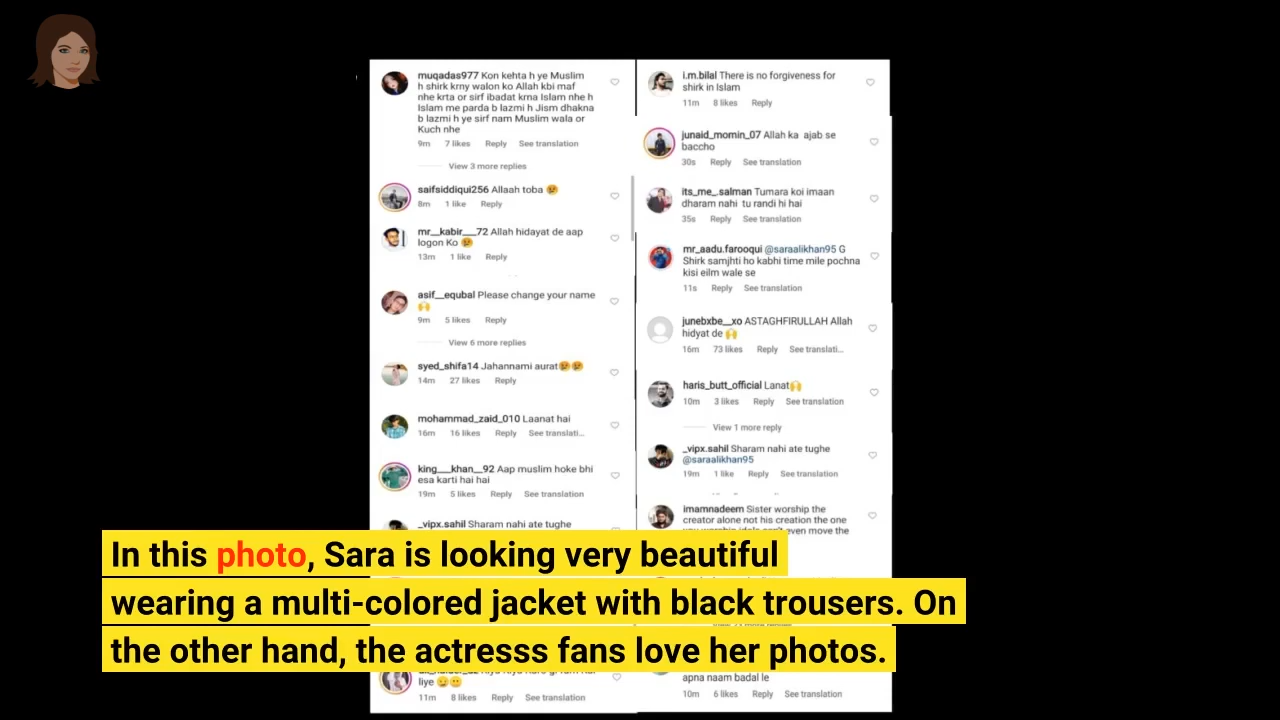 muqadas977 Kon kehta h ye Muslim
h shirk krny walon ko Allah kbi maf
nhe krta or sirf ibadat krna Islam nhe h
Islam me parda b lazmi h Jism dhakna
b lazmi h ye sirf nam Muslim wala or
Kuch nhe
9m 7 likes Reply See translation
View 3 more replies
saifsiddiqui256 Allaah toba 😢
8m 1 like Reply
mr__kabir___72 Allah hidayat de aap
logon Ko 😢
13m 1 like Reply
asif__equbal Please change your name
🙌
9m 5 likes Reply
View 6 more replies
syed_shifa14 Jahannami aurat😢😢
14m 27 likes Reply
mohammad_zaid_010 Laanat hai
16m 16 likes Reply See translati...
king___khan__92 Aap muslim hoke bhi
esa karti hai hai
19m 5 likes Reply See translation
_vipx.sahil Sharam nahi ate tughe
liye
11m 8 likes Reply See translation
i.m.bilal There is no forgiveness for
shirk in Islam
11m 8 likes Reply
junaid_momin_07 Allah ka ajab se
baccho
30s Reply See translation
its_me_.salman Tumara koi imaan
dharam nahi tu randi hi hai
35s Reply See translation
mr_aadu.farooqui @saraalikhan95 G
Shirk samjhti ho kabhi time mile pochna
kisi eilm wale se
11s Reply See translation
junebxbe__xo ASTAGHFIRULLAH Allah
hidyat de 🙌
16m 73 likes Reply See translati...
haris_butt_official Lanat🙌
10m 3 likes Reply See translation
View 1 more reply
_vipx.sahil Sharam nahi ate tughe
@saraalikhan95
19m 1 like Reply See translation
imamnadeem Sister worship the
creator alone not his creation the one
even move the
apna naam badal le
10m 6 likes Reply See translation
In this photo, Sara is looking very beautiful
wearing a multi-colored jacket with black trousers. On
the other hand, the actresss fans love her photos.